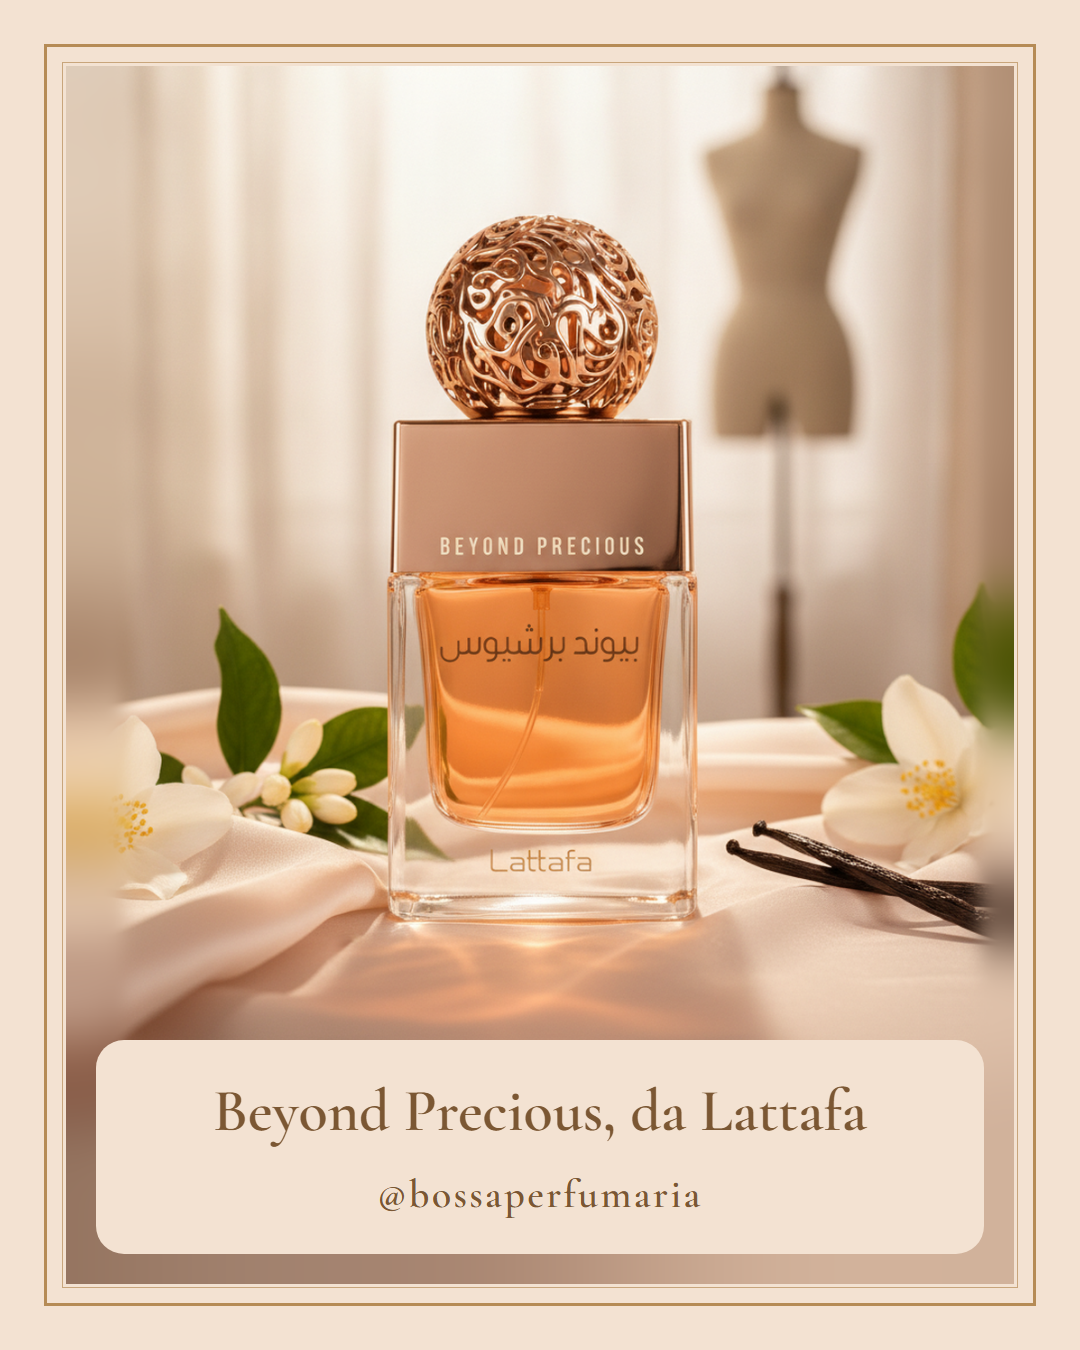 BEYOND PRECIOUS
بيوند برشيوس
Lattafa
Beyond Precious, da Lattafa
@bossaperfumaria